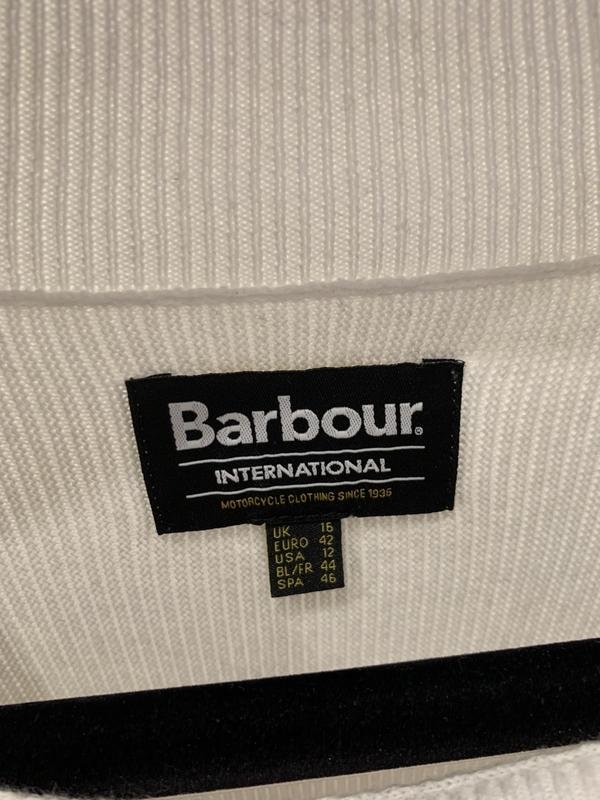 Barbour®
INTERNATIONAL
MOTORCYCLE CLOTHING SINCE 1936
UK 16
EURO 42
USA 12
BL/FR 44
SPA 46